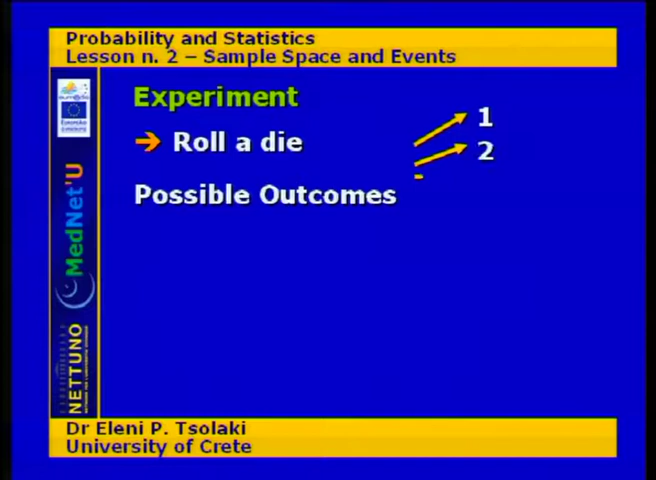 Probability and Statistics
Lesson n. 2 – Sample Space and Events
Experiment
➔ Roll a die
1
2
Possible Outcomes
MedNet'U
NETTUNO
Dr Eleni P. Tsolaki
University of Crete